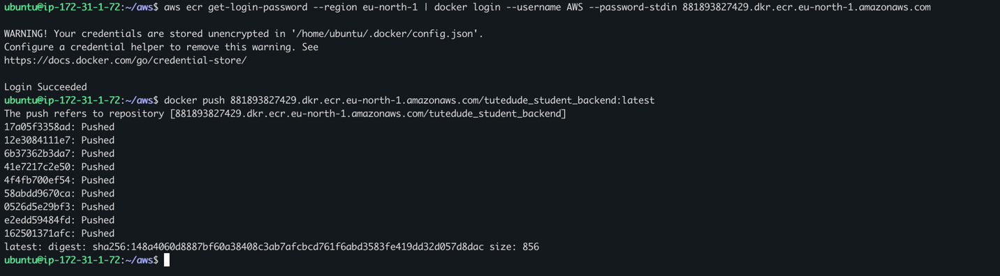 ubuntu@ip-172-31-1-72:~/aws$ aws ecr get-login-password --region eu-north-1 | docker login --username AWS --password-stdin 881893827429.dkr.ecr.eu-north-1.amazonaws.com
WARNING! Your credentials are stored unencrypted in '/home/ubuntu/.docker/config.json'.
Configure a credential helper to remove this warning. See
https://docs.docker.com/go/credential-store/
Login Succeeded
ubuntu@ip-172-31-1-72:~/aws$ docker push 881893827429.dkr.ecr.eu-north-1.amazonaws.com/tutedude_student_backend:latest
The push refers to repository [881893827429.dkr.ecr.eu-north-1.amazonaws.com/tutedude_student_backend]
17a05f3358ad: Pushed
12e3084111e7: Pushed
6b37362b3da7: Pushed
41e7217c2e50: Pushed
4f4fb700ef54: Pushed
58abdd9670ca: Pushed
0526d5e29bf3: Pushed
e2edd59484fd: Pushed
162501371afc: Pushed
latest: digest: sha256:148a4060d8887bf60a38408c3ab7afcbcd761f6abd3583fe419dd32d057d8dac size: 856
ubuntu@ip-172-31-1-72:~/aws$